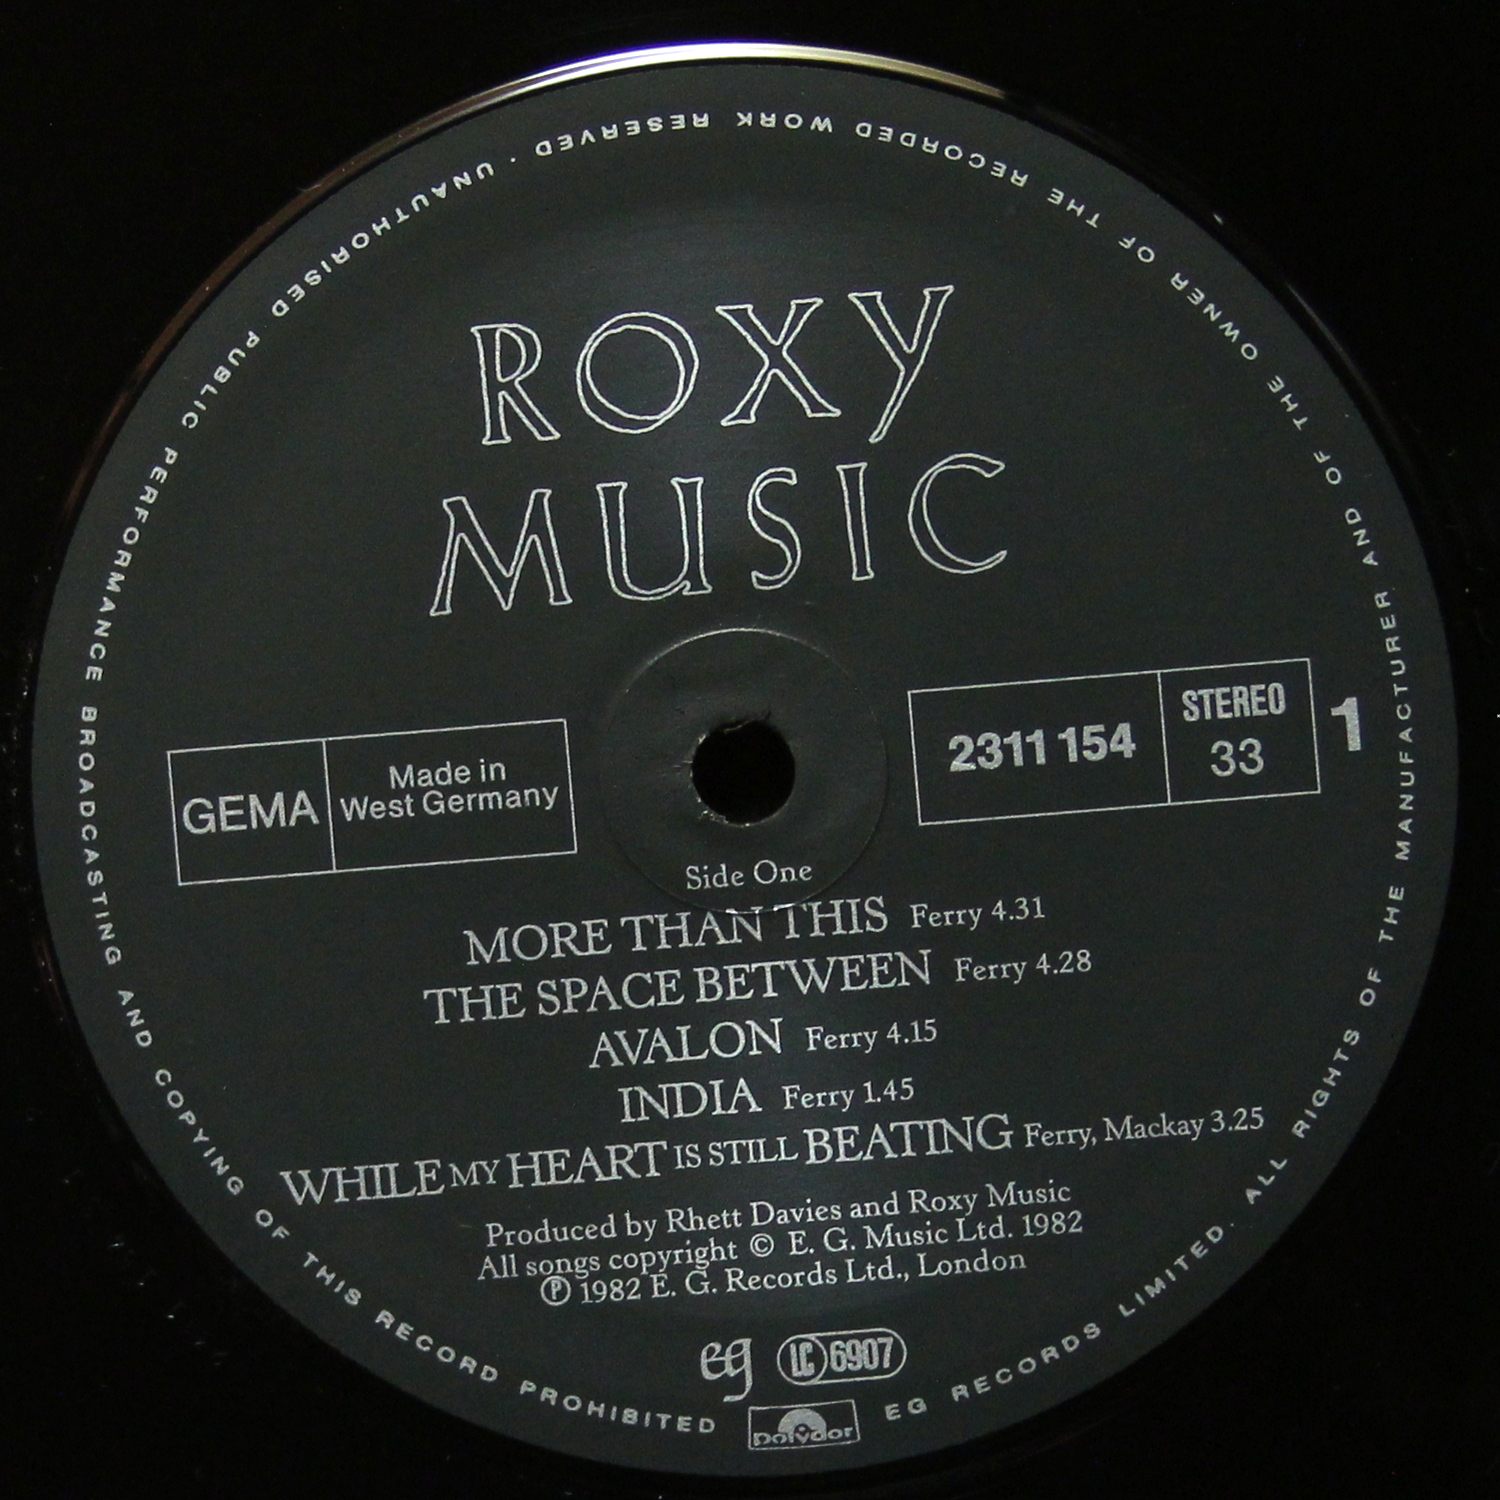 ROXY
MUSIC
GEMA
Made in
West Germany
2311 154
STEREO
33
1
Side One
MORE THAN THIS Ferry 4.31
THE SPACE BETWEEN Ferry 4.28
AVALON Ferry 4.15
INDIA Ferry 1.45
WHILE MY HEART IS STILL BEATING Ferry, Mackay 3.25
Produced by Rhett Davies and Roxy Music
All songs copyright © E. G. Music Ltd. 1982
℗ 1982 E. G. Records Ltd., London
eg LC 6907
polydor
EG RECORDS LIMITED. ALL RIGHTS OF THE MANUFACTURER AND OF THE OWNER OF THE RECORDED WORK RESERVED · UNAUTHORISED PUBLIC PERFORMANCE BROADCASTING AND COPYING OF THIS RECORD PROHIBITED